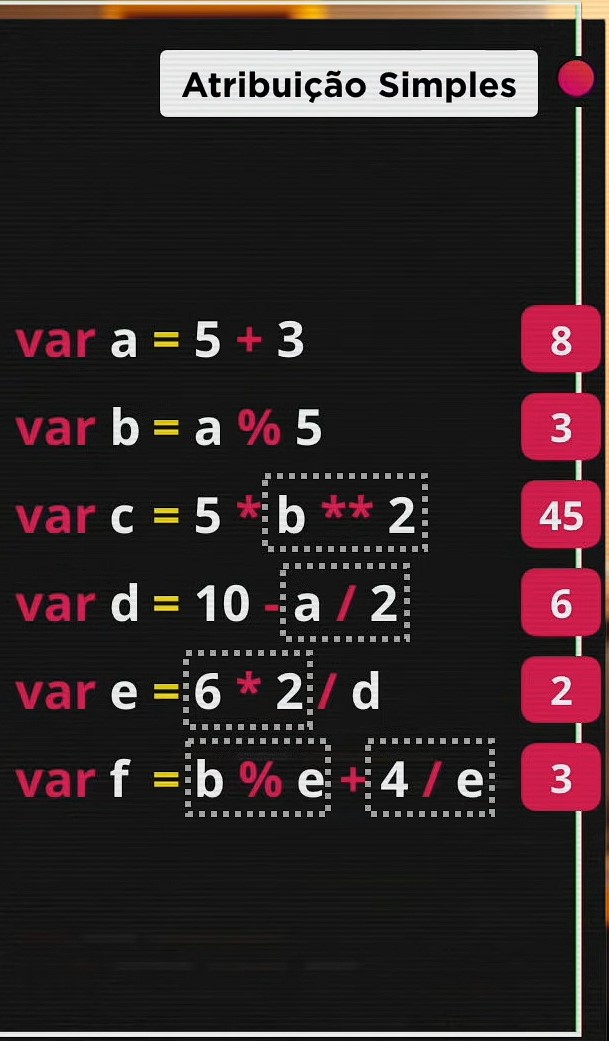 Atribuição Simples
var a = 5 + 3 8
var b = a % 5 3
var c = 5 * b ** 2 45
var d = 10 - a / 2 6
var e = 6 * 2 / d 2
var f = b % e + 4 / e 3